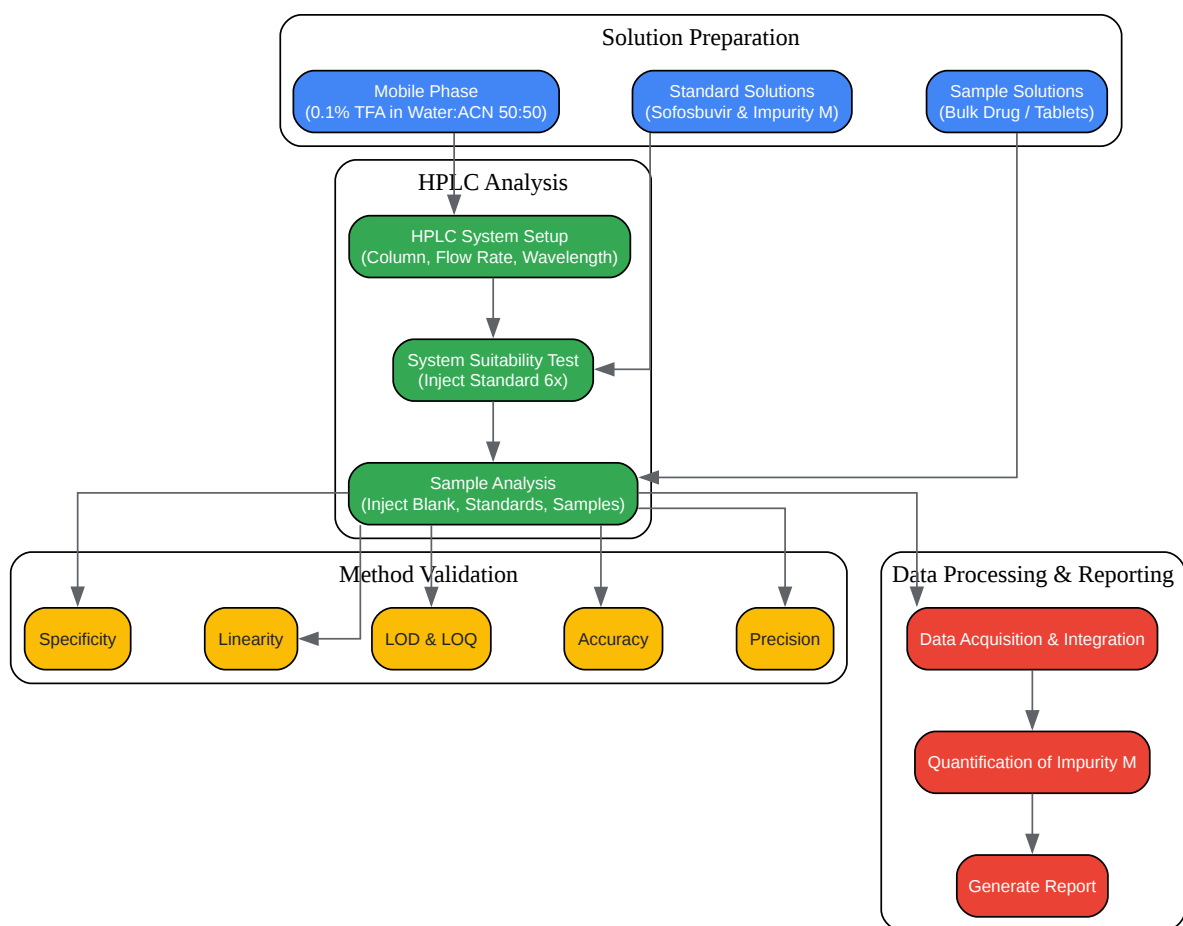 Solution Preparation
Mobile Phase
(0.1% TFA in Water:ACN 50:50)
Standard Solutions
(Sofosbuvir & Impurity M)
Sample Solutions
(Bulk Drug / Tablets)
HPLC Analysis
HPLC System Setup
(Column, Flow Rate, Wavelength)
System Suitability Test
(Inject Standard 6x)
Sample Analysis
(Inject Blank, Standards, Samples)
Method Validation
Specificity
Linearity
LOD & LOQ
Accuracy
Precision
Data Processing & Reporting
Data Acquisition & Integration
Quantification of Impurity M
Generate Report